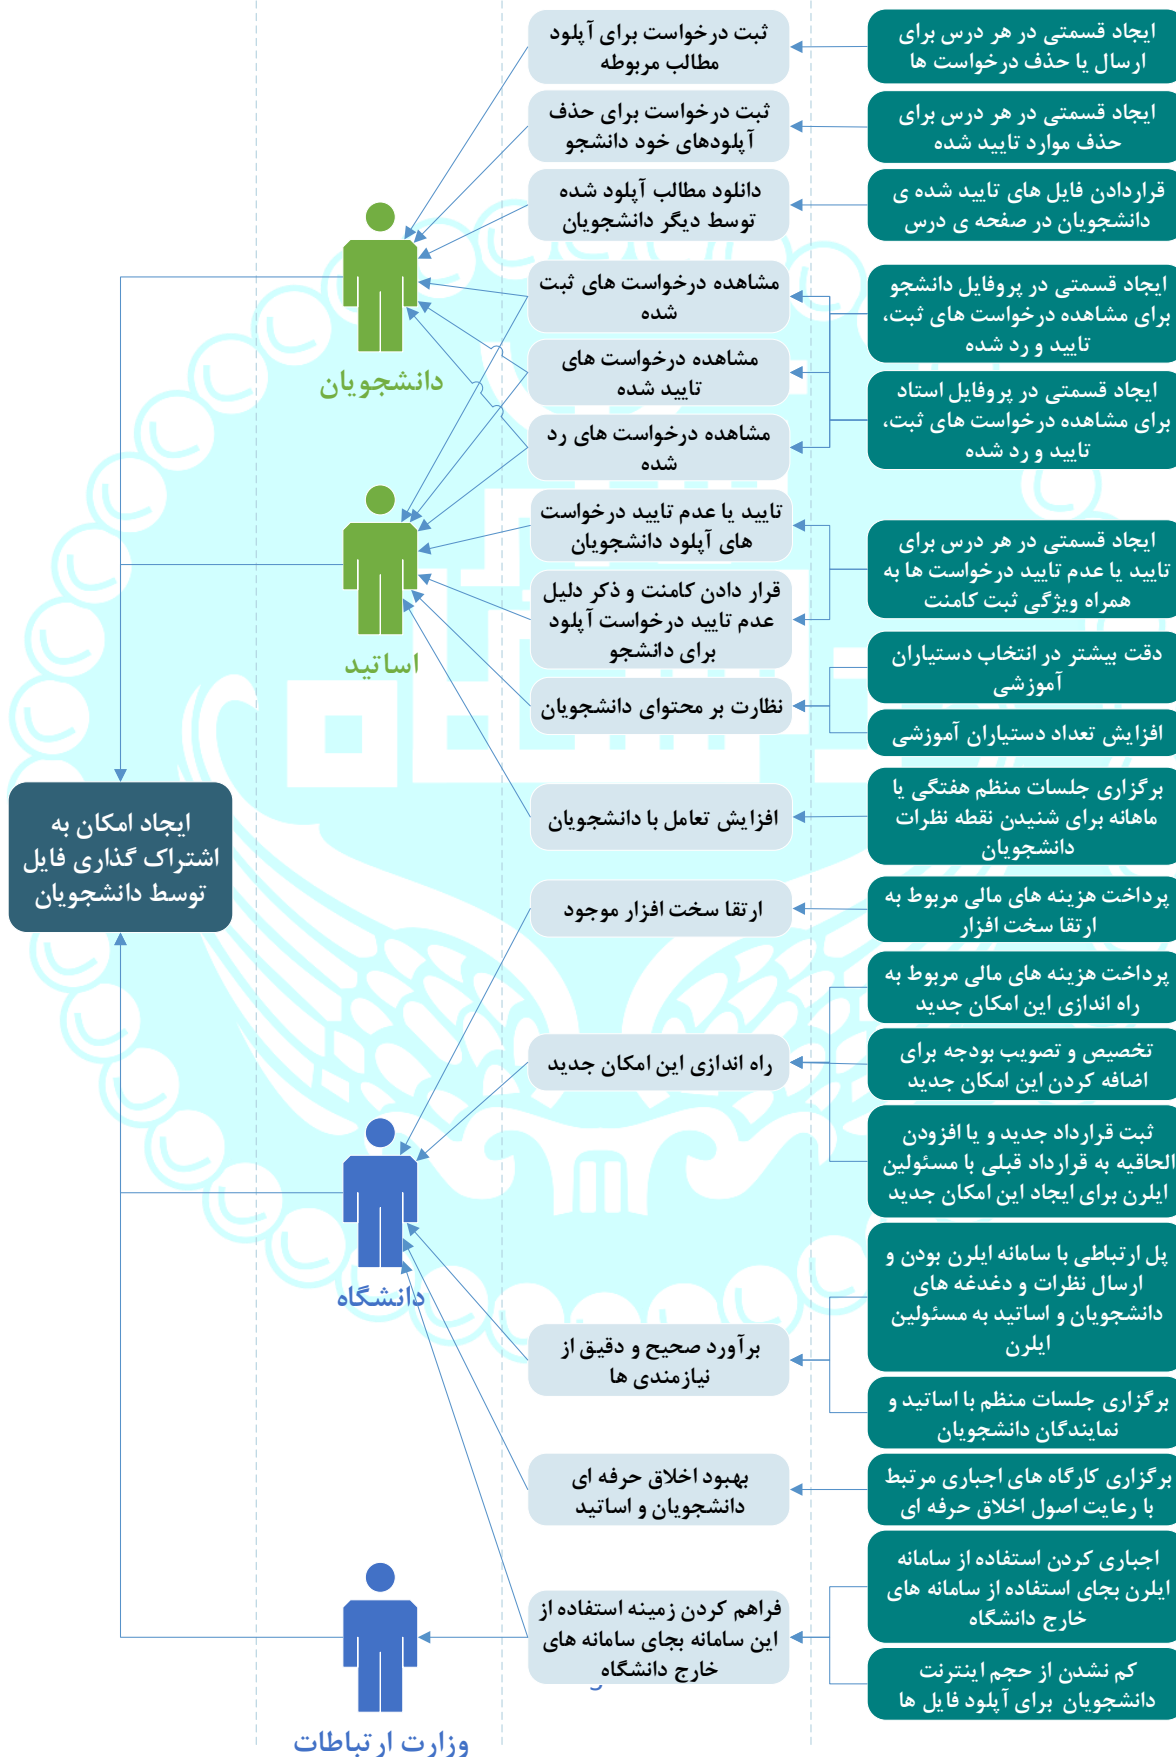 ایجاد قسمتی در هر درس برای
ارسال یا حذف درخواست ها
ایجاد قسمتی در هر درس برای
حذف موارد تایید شده
قراردادن فایل های تایید شده ی
دانشجویان در صفحه ی درس
ایجاد قسمتی در پروفایل دانشجو
برای مشاهده درخواست های ثبت،
تایید و رد شده
ایجاد قسمتی در پروفایل استاد
برای مشاهده درخواست های ثبت،
تایید و رد شده
ایجاد قسمتی در هر درس برای
تایید یا عدم تایید درخواست ها به
همراه ویژگی ثبت کامنت
دقت بیشتر در انتخاب دستیاران
آموزشی
افزایش تعداد دستیاران آموزشی
برگزاری جلسات منظم هفتگی یا
ماهانه برای شنیدن نقطه نظرات
دانشجویان
پرداخت هزینه های مالی مربوط به
ارتقا سخت افزار
پرداخت هزینه های مالی مربوط به
راه اندازی این امکان جدید
تخصیص و تصویب بودجه برای
اضافه کردن این امکان جدید
ثبت قرارداد جدید و یا افزودن
الحاقیه به قرارداد قبلی با مسئولین
ایلرن برای ایجاد این امکان جدید
پل ارتباطی با سامانه ایلرن بودن و
ارسال نظرات و دغدغه های
دانشجویان و اساتید به مسئولین
ایلرن
برگزاری جلسات منظم با اساتید و
نمایندگان دانشجویان
برگزاری کارگاه های اجباری مرتبط
با رعایت اصول اخلاق حرفه ای
اجباری کردن استفاده از سامانه
ایلرن بجای استفاده از سامانه های
خارج دانشگاه
کم نشدن از حجم اینترنت
دانشجویان برای آپلود فایل ها
ثبت درخواست برای آپلود
مطالب مربوطه
ثبت درخواست برای حذف
آپلودهای خود دانشجو
دانلود مطالب آپلود شده
توسط دیگر دانشجویان
مشاهده درخواست های ثبت
شده
مشاهده درخواست های
تایید شده
مشاهده درخواست های رد
شده
تایید یا عدم تایید درخواست
های آپلود دانشجویان
قرار دادن کامنت و ذکر دلیل
عدم تایید درخواست آپلود
برای دانشجو
نظارت بر محتوای دانشجویان
افزایش تعامل با دانشجویان
ارتقا سخت افزار موجود
راه اندازی این امکان جدید
برآورد صحیح و دقیق از
نیازمندی ها
بهبود اخلاق حرفه ای
دانشجویان و اساتید
فراهم کردن زمینه استفاده از
این سامانه بجای سامانه های
خارج دانشگاه
دانشجویان
اساتید
دانشگاه
وزارت ارتباطات
ایجاد امکان به
اشتراک گذاری فایل
توسط دانشجویان